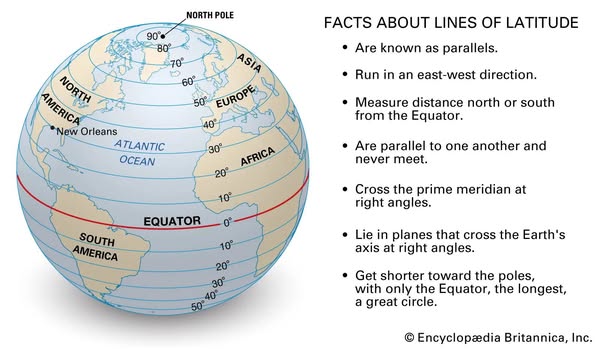 NORTH POLE
90°
80°
70°
60°
50°
40°
30°
20°
10°
0°
10°
20°
30°
40°
50°
ASIA
NORTH
AMERICA
EUROPE
New Orleans
ATLANTIC
OCEAN
AFRICA
EQUATOR
SOUTH
AMERICA
FACTS ABOUT LINES OF LATITUDE
• Are known as parallels.
• Run in an east-west direction.
• Measure distance north or south
from the Equator.
• Are parallel to one another and
never meet.
• Cross the prime meridian at
right angles.
• Lie in planes that cross the Earth's
axis at right angles.
• Get shorter toward the poles,
with only the Equator, the longest,
a great circle.
© Encyclopædia Britannica, Inc.